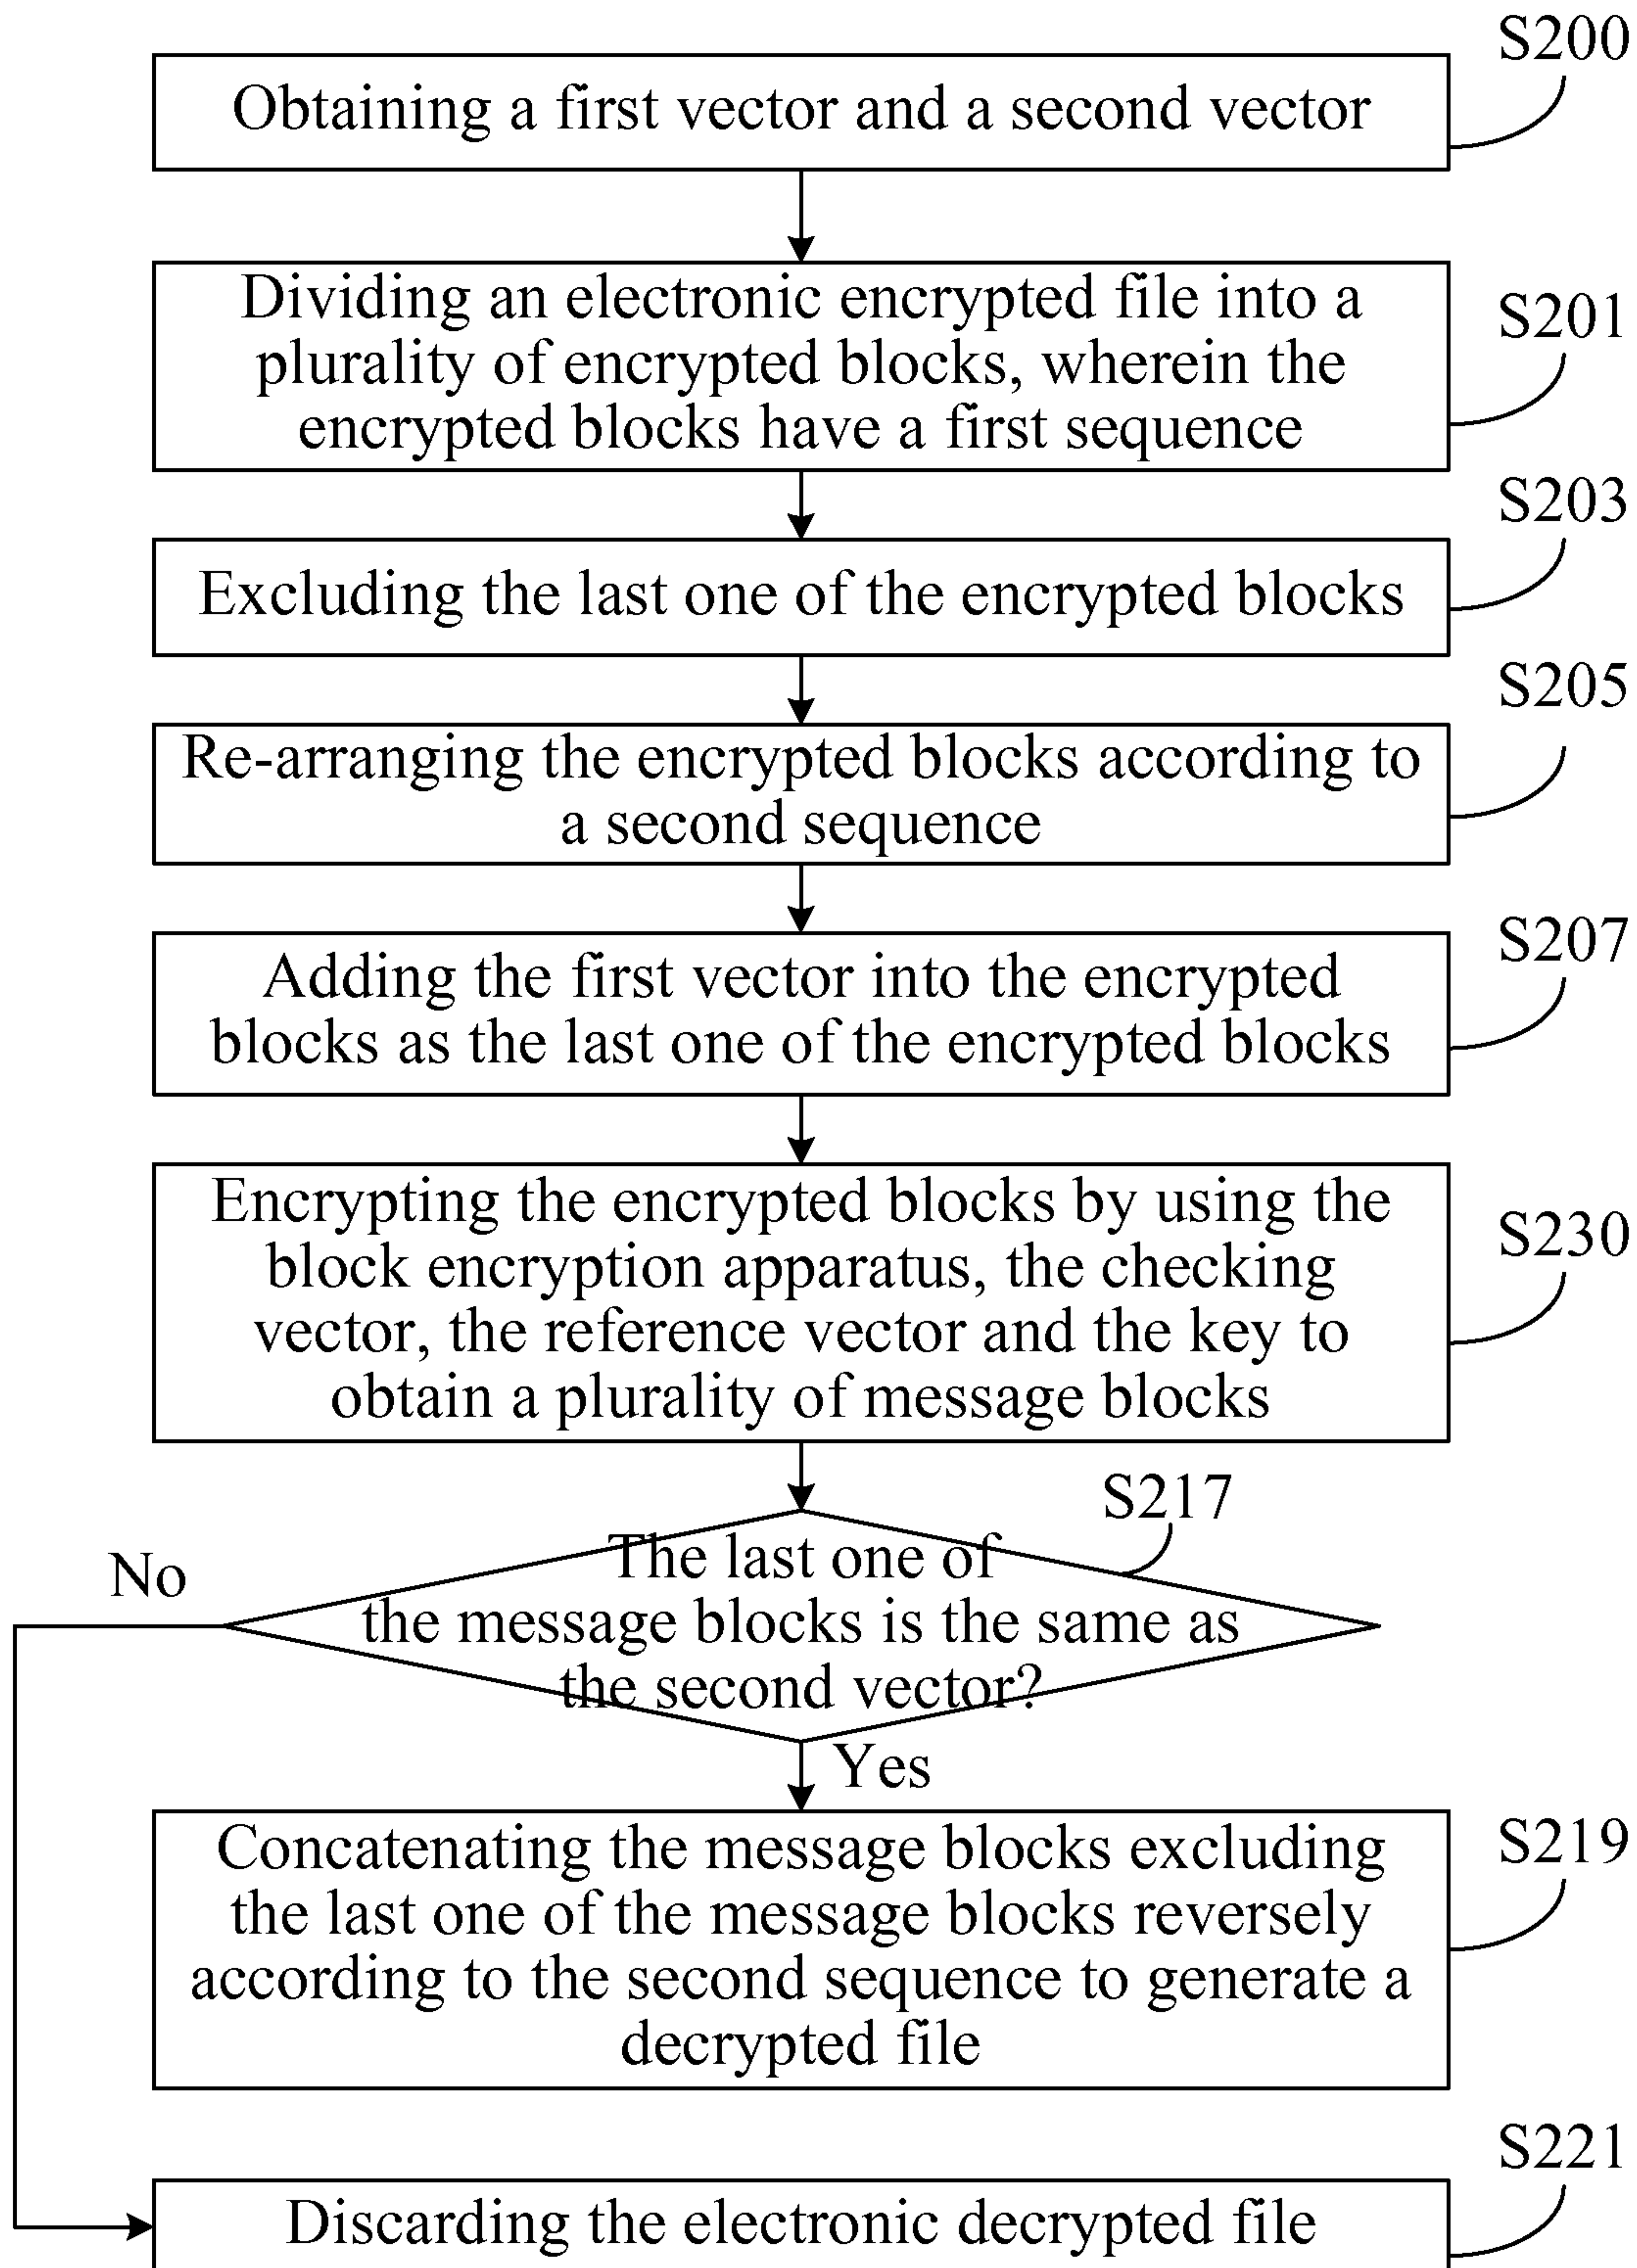 S200
Obtaining a first vector and a second vector
S201
Dividing an electronic encrypted file into a
plurality of encrypted blocks, wherein the
encrypted blocks have a first sequence
S203
Excluding the last one of the encrypted blocks
S205
Re-arranging the encrypted blocks according to
a second sequence
S207
Adding the first vector into the encrypted
blocks as the last one of the encrypted blocks
S230
Encrypting the encrypted blocks by using the
block encryption apparatus, the checking
vector, the reference vector and the key to
obtain a plurality of message blocks
S217
No
The last one of
the message blocks is the same as
the second vector?
Yes
S219
Concatenating the message blocks excluding
the last one of the message blocks reversely
according to the second sequence to generate a
decrypted file
S221
Discarding the electronic decrypted file